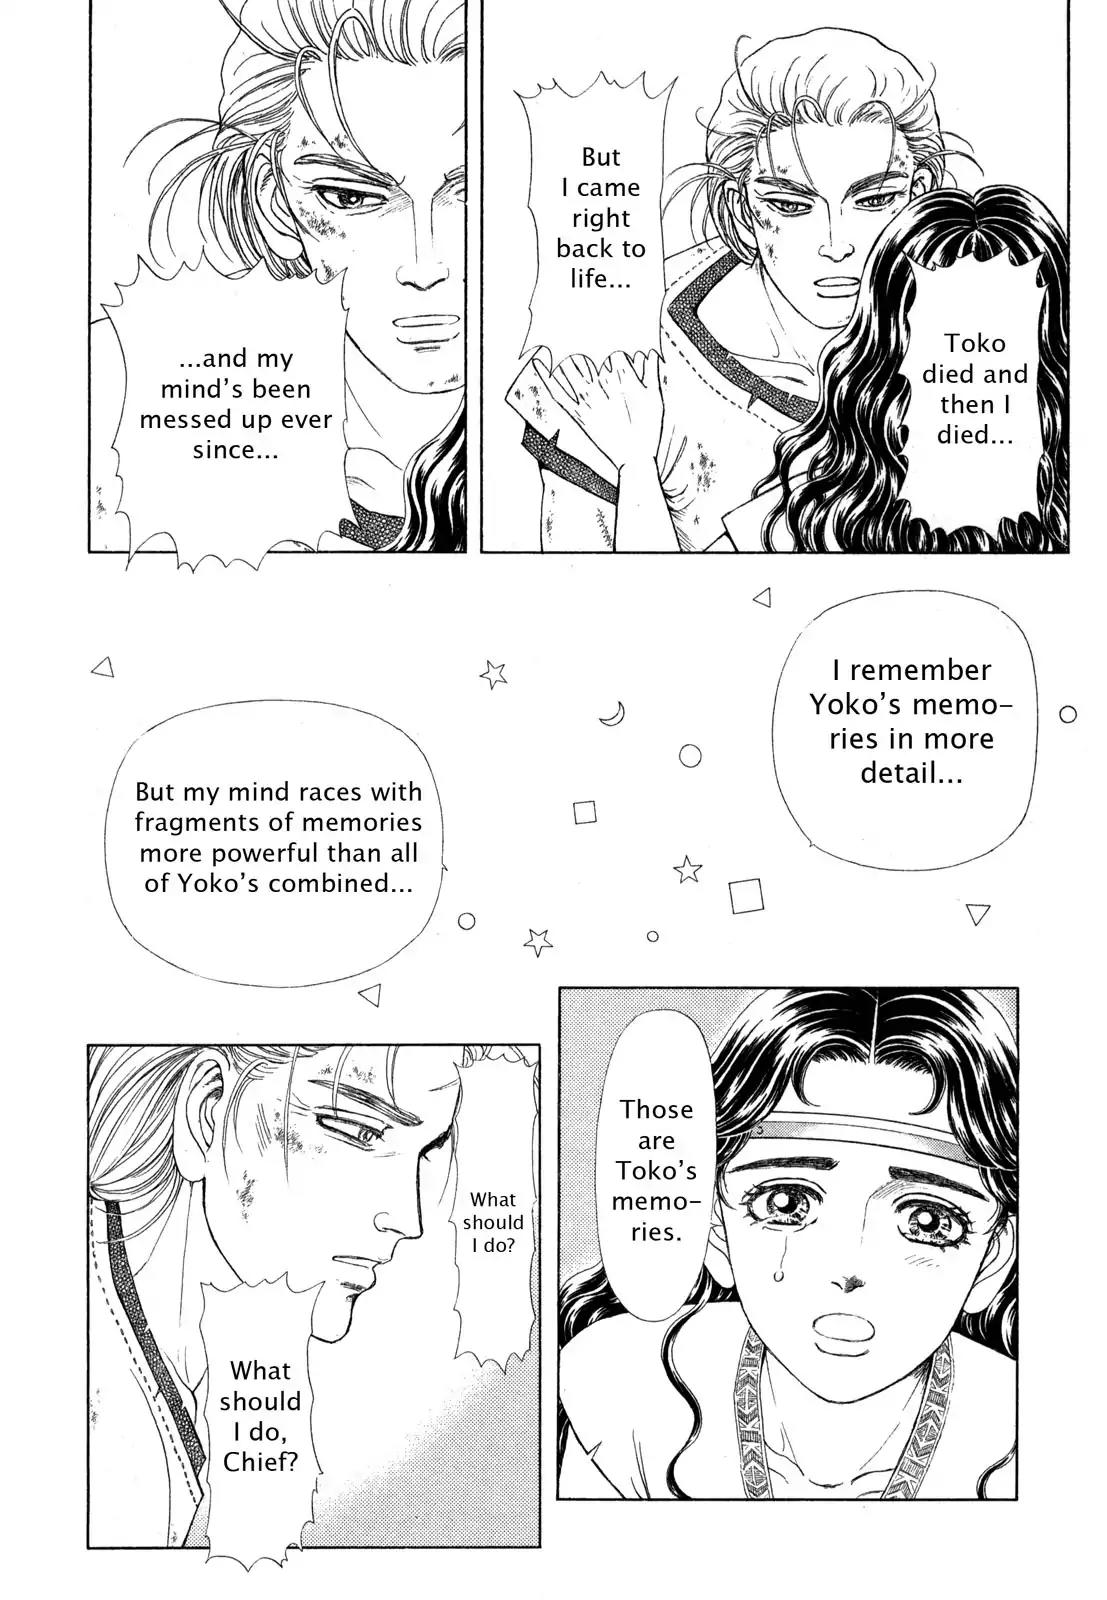 Toko
died and
then I
died...
But
I came
right
back to
life...
...and my
mind's been
messed up ever
since...
I remember
Yoko's memo-
ries in more
detail...
But my mind races with
fragments of memories
more powerful than all
of Yoko's combined...
Those
are
Toko's
memo-
ries.
What
should
I do?
What
should
I do,
Chief?